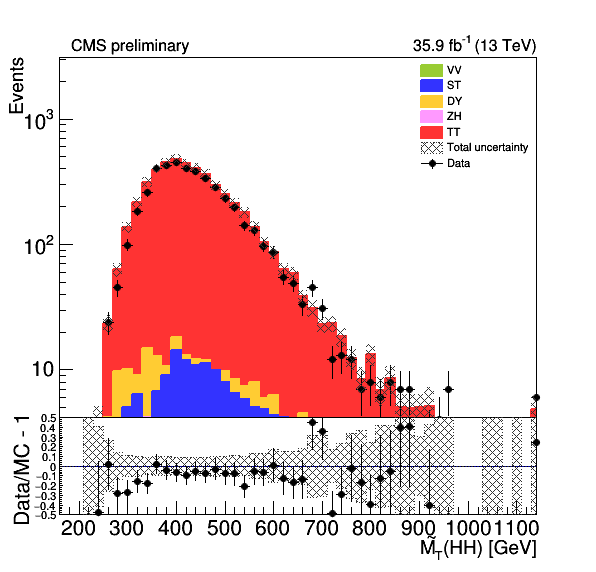 CMS preliminary 35.9 fb⁻¹ (13 TeV)
Events
VV
ST
DY
ZH
TT
Total uncertainty
Data
10³
10²
10
Data/MC - 1
0.5
0.4
0.3
0.2
0.1
0
−0.1
−0.2
−0.3
−0.4
−0.5
200 300 400 500 600 700 800 900 1000 1100
M̃_T(HH) [GeV]